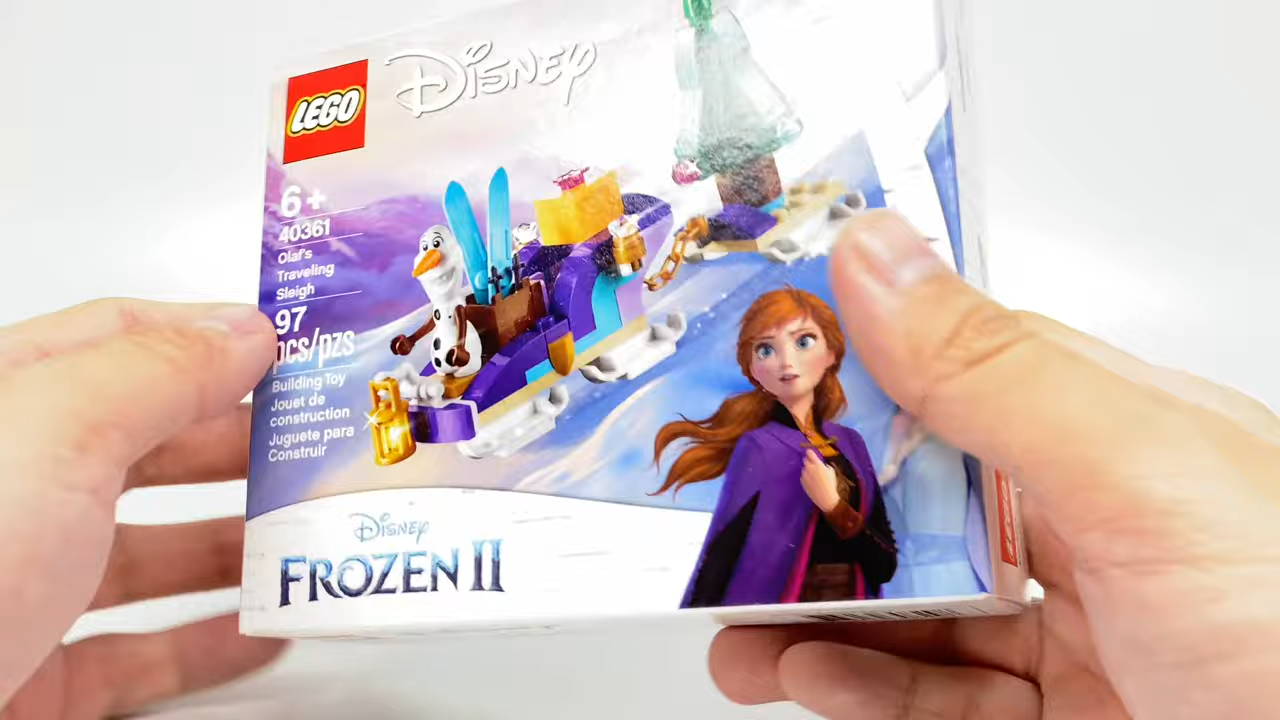 LEGO
Disney
6+
40361
Olaf's
Traveling
Sleigh
97
pcs/pzs
Building Toy
Jouet de
construction
Juguete para
Construir
Disney
FROZEN II
LEGO